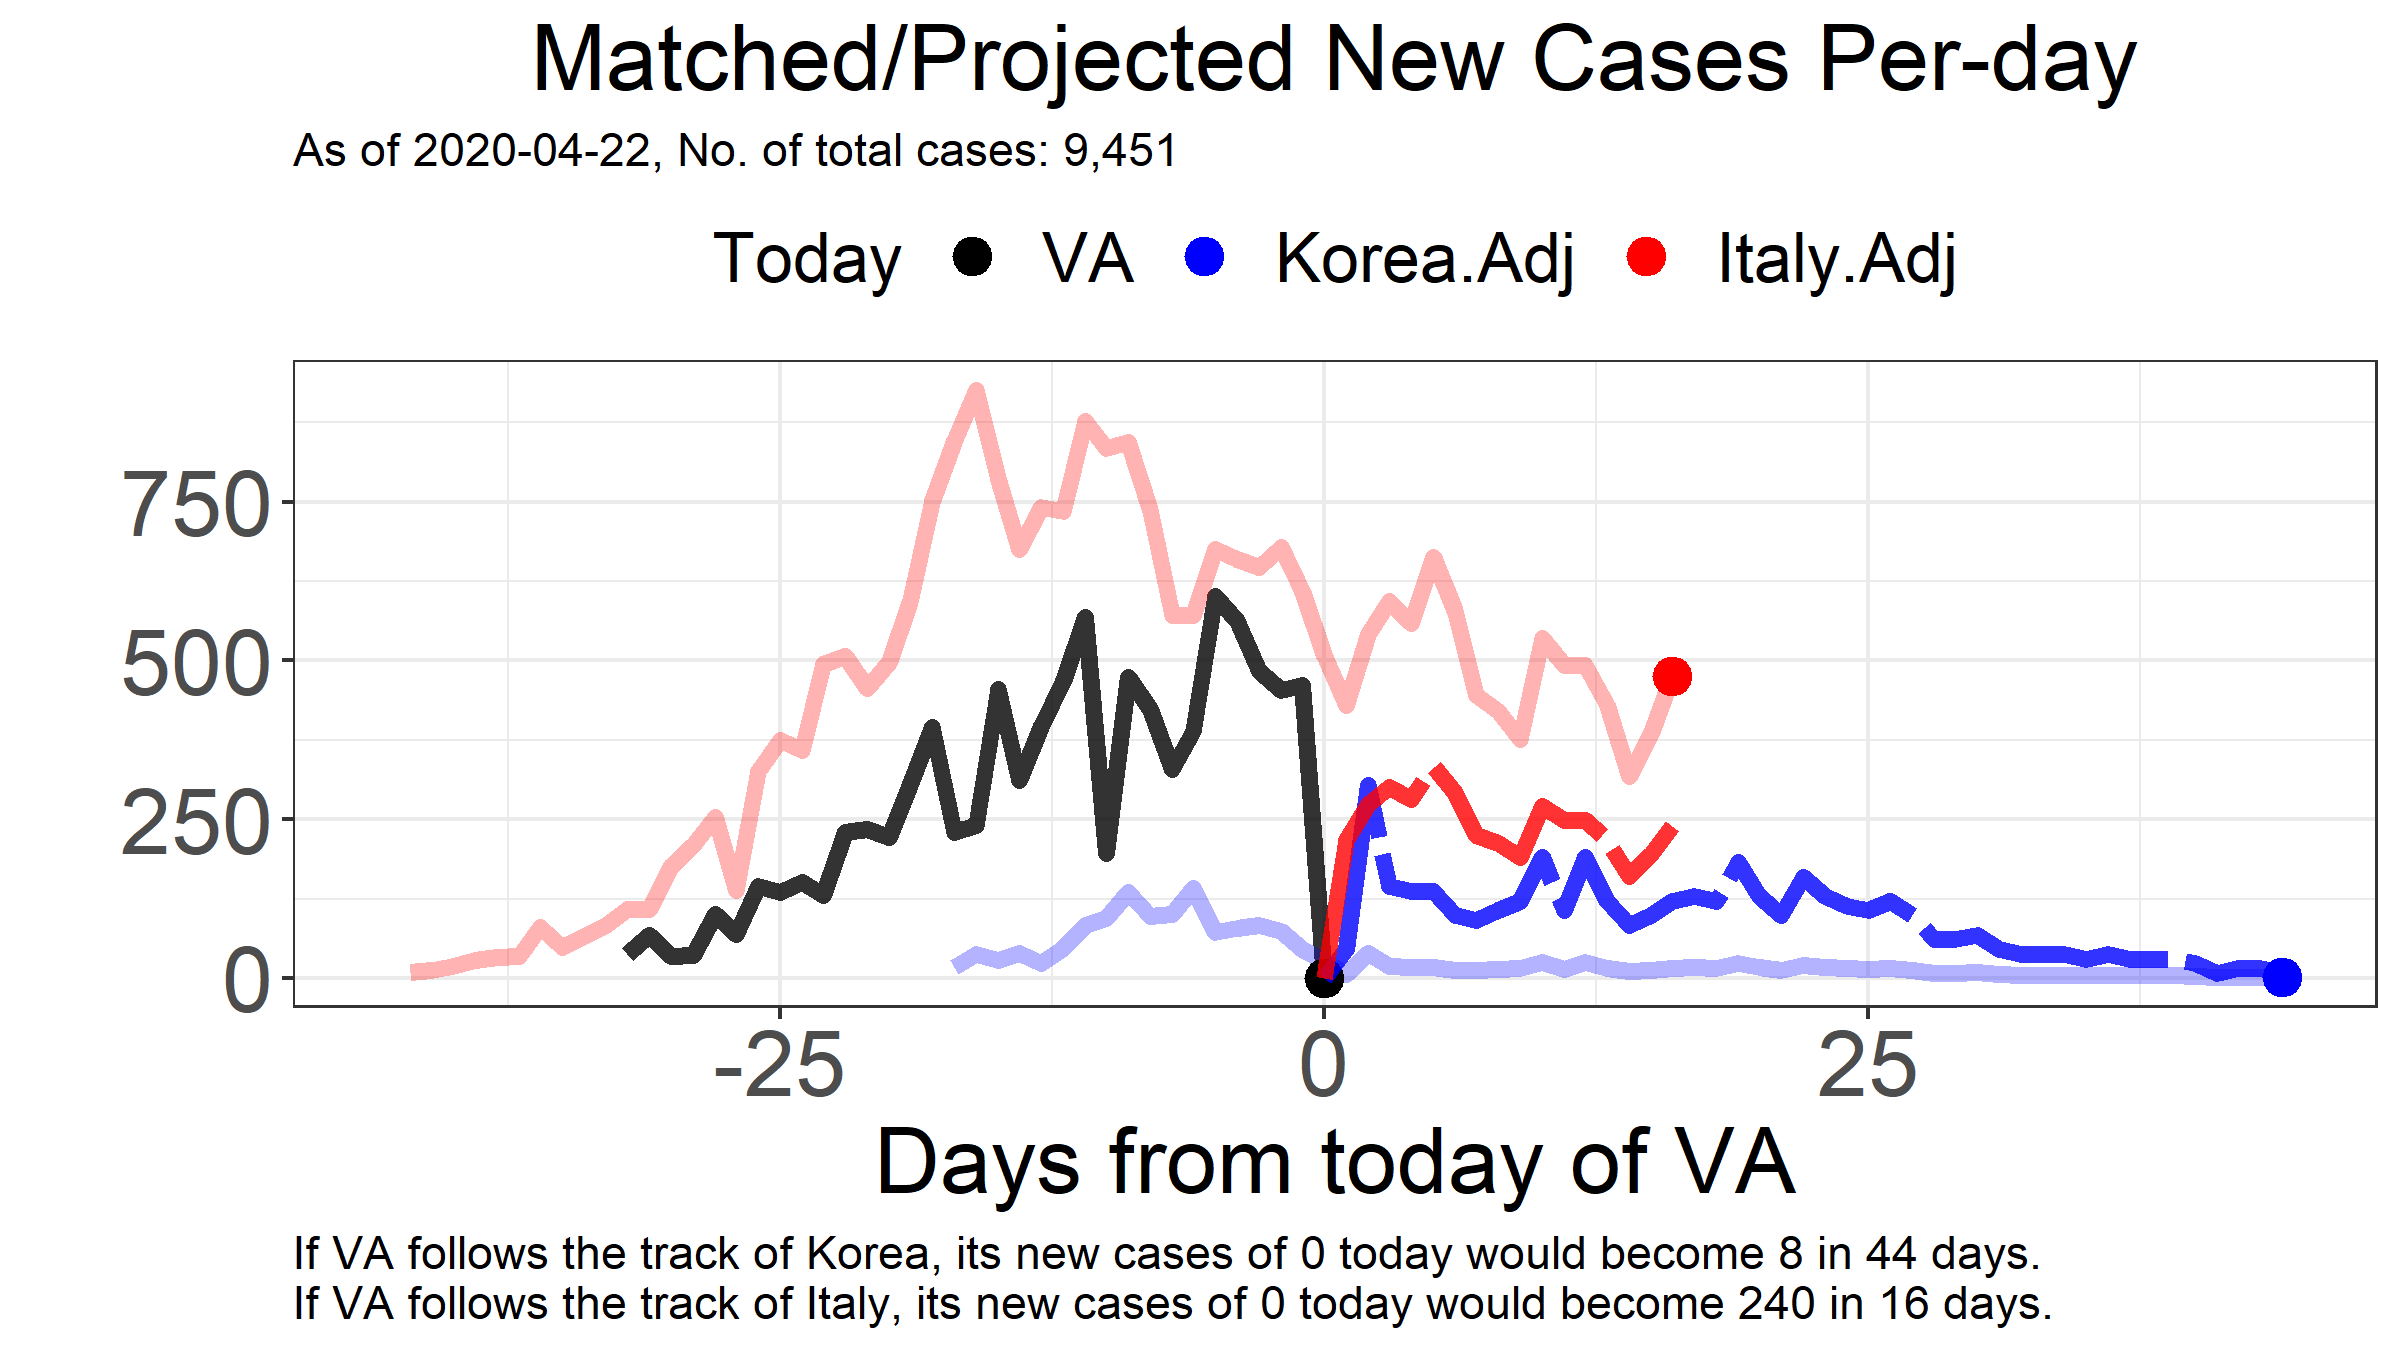 Matched/Projected New Cases Per-day
As of 2020-04-22, No. of total cases: 9,451
Today VA Korea.Adj Italy.Adj
750
500
250
0
-25 0 25
Days from today of VA
If VA follows the track of Korea, its new cases of 0 today would become 8 in 44 days.
If VA follows the track of Italy, its new cases of 0 today would become 240 in 16 days.